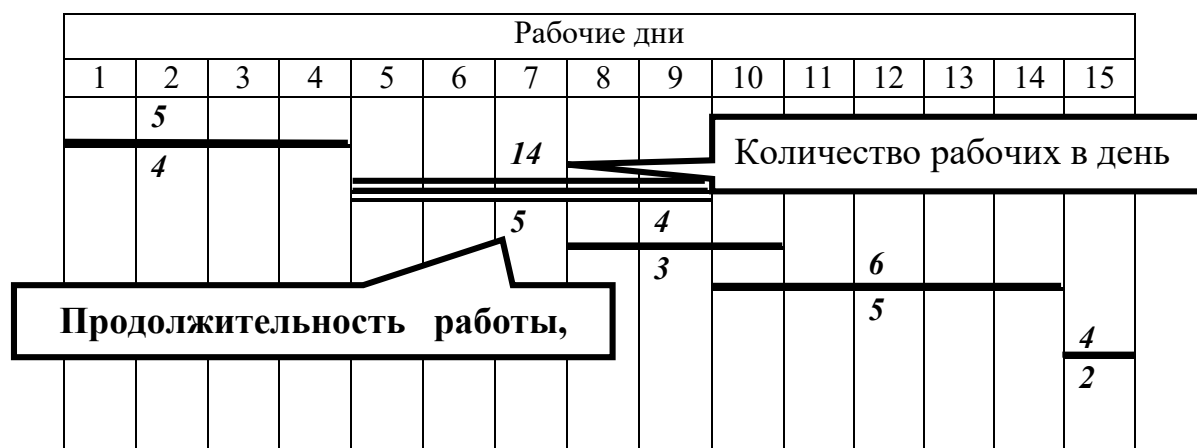 Рабочие дни
1 2 3 4 5 6 7 8 9 10 11 12 13 14 15
5
4
14
Количество рабочих в день
5
4
3
6
5
Продолжительность работы,
4
2